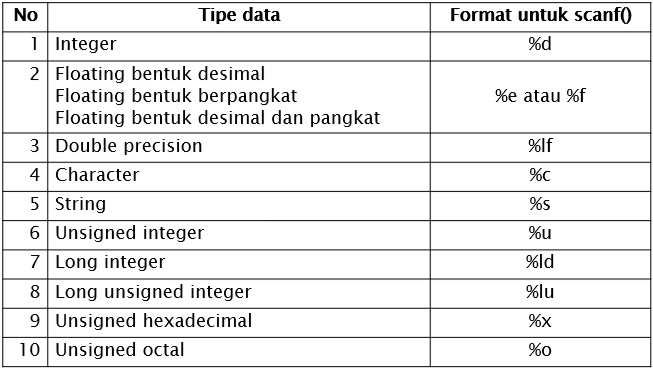 No Tipe data Format untuk scanf()
1 Integer %d
2 Floating bentuk desimal
Floating bentuk berpangkat %e atau %f
Floating bentuk desimal dan pangkat
3 Double precision %lf
4 Character %c
5 String %s
6 Unsigned integer %u
7 Long integer %ld
8 Long unsigned integer %lu
9 Unsigned hexadecimal %x
10 Unsigned octal %o